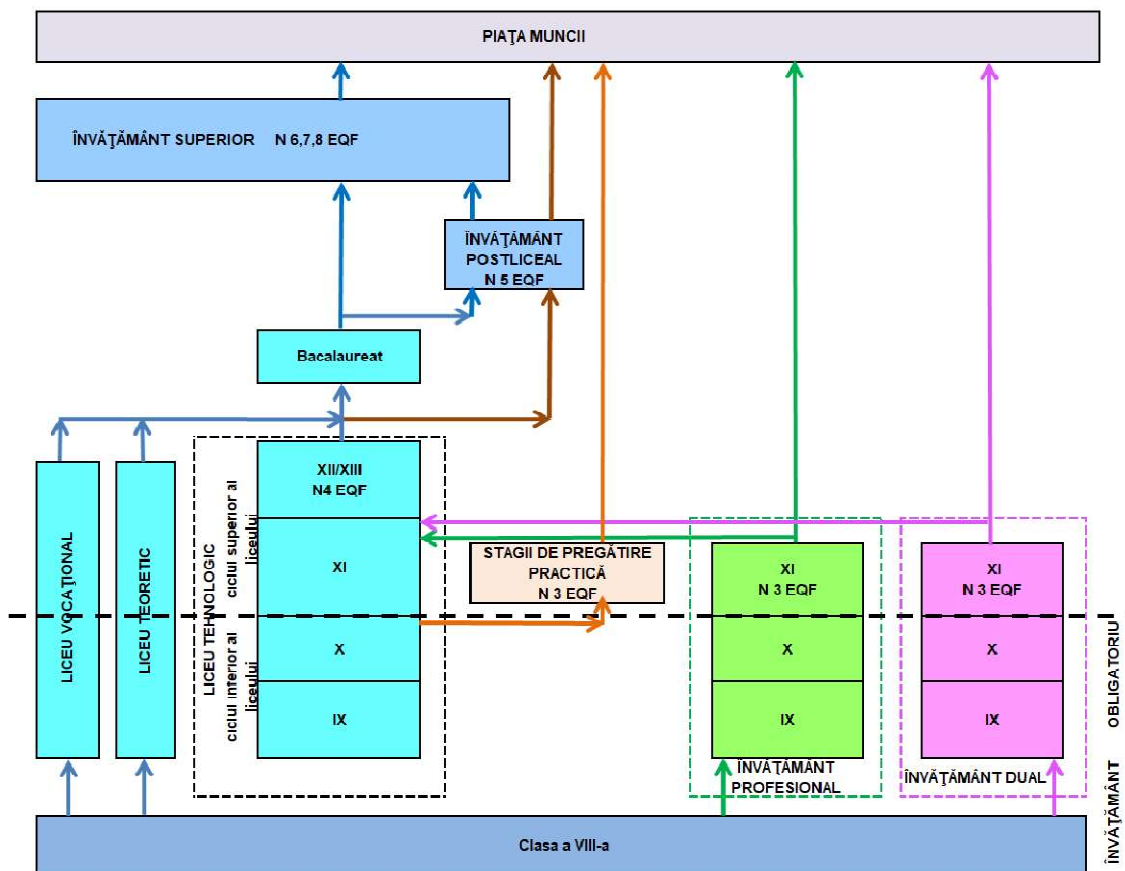 PIAŢA MUNCII
ÎNVĂŢĂMÂNT SUPERIOR N 6,7,8 EQF
ÎNVĂŢĂMÂNT
POSTLICEAL
N 5 EQF
Bacalaureat
LICEU VOCAŢIONAL
LICEU TEORETIC
LICEU TEHNOLOGIC
ciclul superior al
liceului
ciclul inferior al
liceului
XII/XIII
N4 EQF
XI
X
IX
STAGII DE PREGĂTIRE
PRACTICĂ
N 3 EQF
XI
N 3 EQF
X
IX
ÎNVĂŢĂMÂNT
PROFESIONAL
XI
N 3 EQF
X
IX
ÎNVĂŢĂMÂNT DUAL
ÎNVĂŢĂMÂNT OBLIGATORIU
Clasa a VIII-a